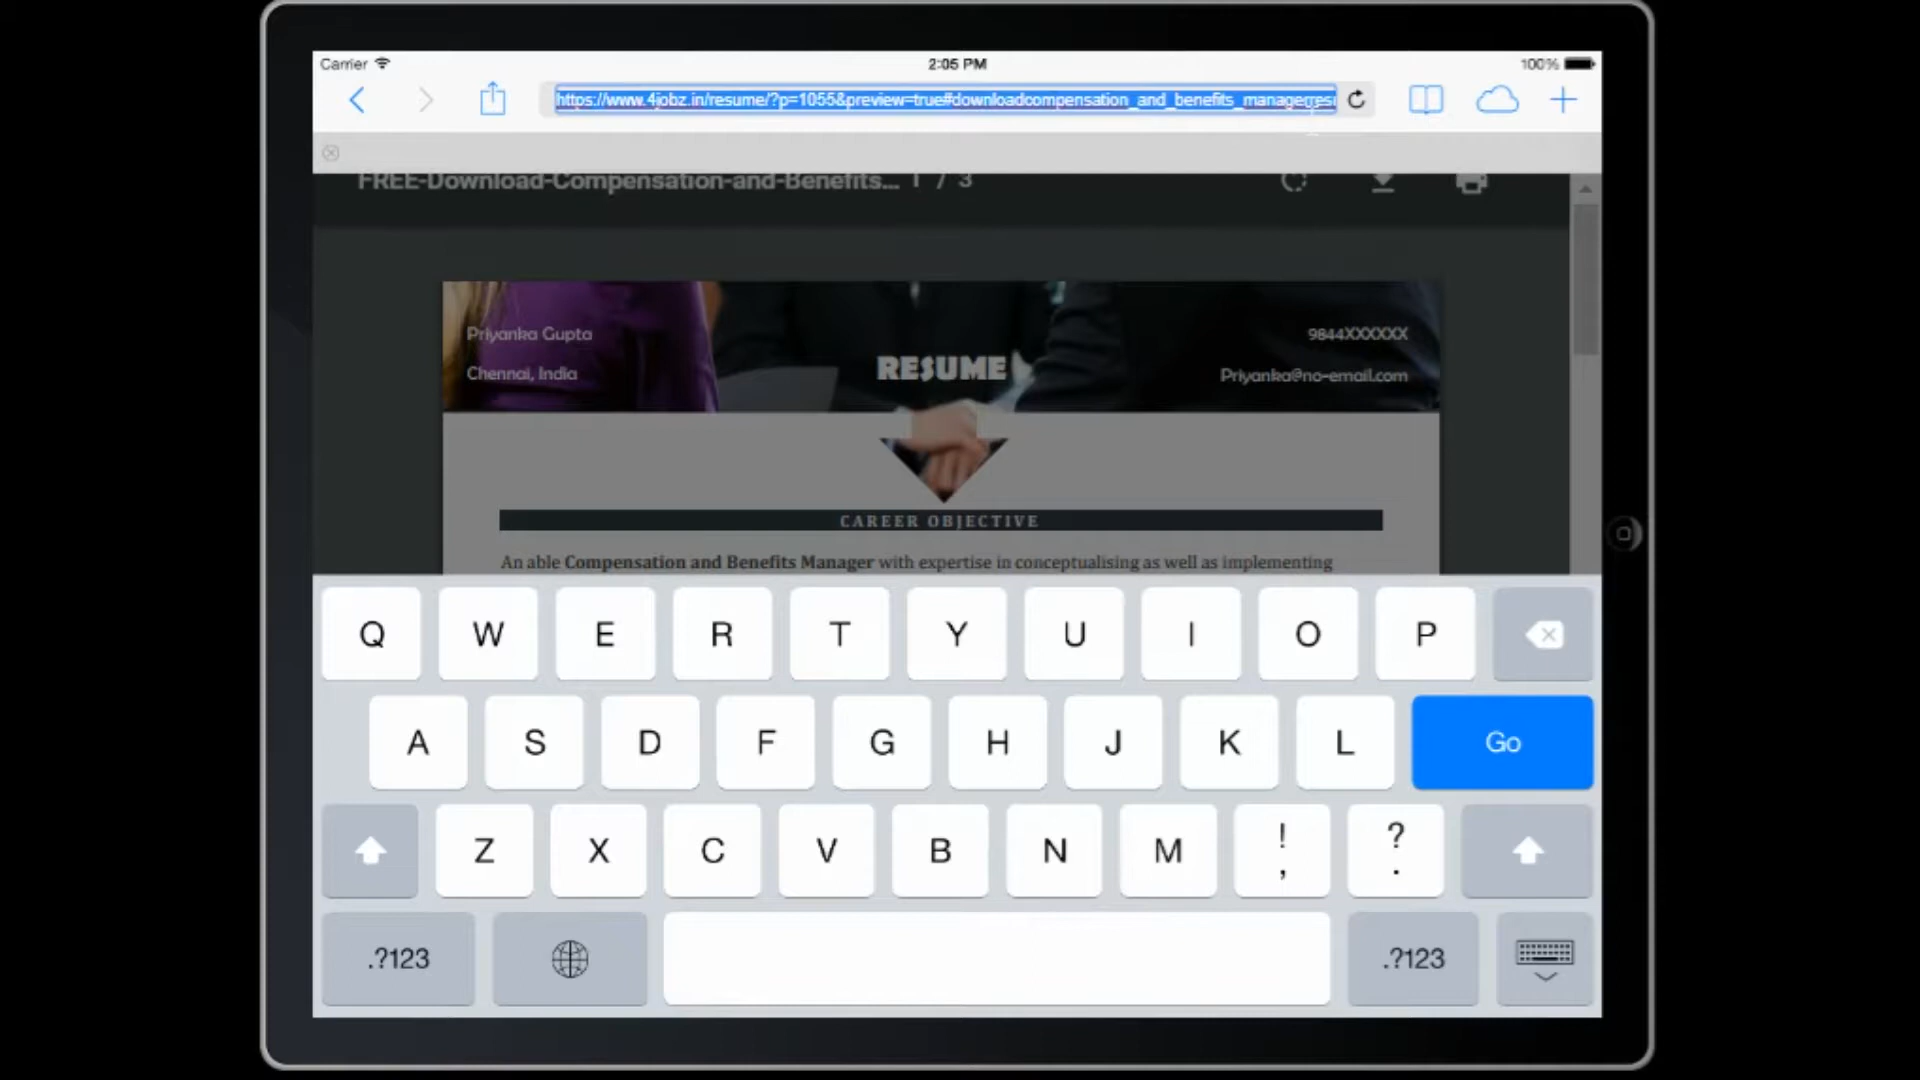 Carrier 2:05 PM 100%
https://www.4jobz.in/resume/?p=1055&preview=true#downloadcompensation_and_benefits_manager
FREE-Download-Compensation-and-Benefits... 1 / 3
Priyanka Gupta 9844XXXXXX
Chennai, India RESUME Priyanka@no-email.com
CAREER OBJECTIVE
An able Compensation and Benefits Manager with expertise in conceptualising as well as implementing
Q W E R T Y U I O P
A S D F G H J K L Go
Z X C V B N M ! , ? .
.?123 .?123